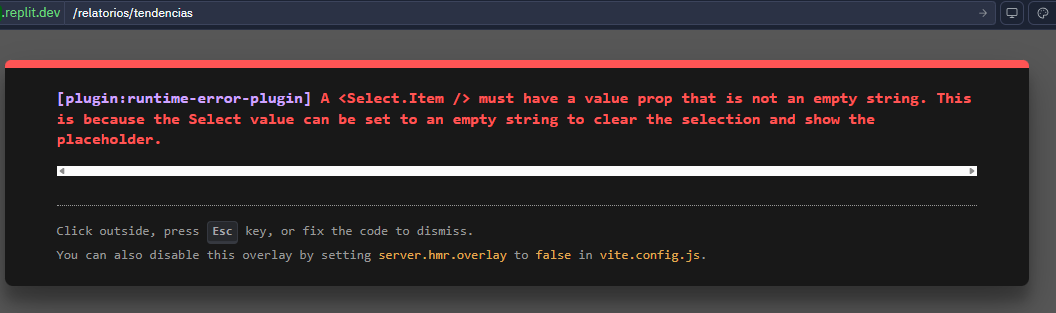 .replit.dev /relatorios/tendencias
[plugin:runtime-error-plugin] A <Select.Item /> must have a value prop that is not an empty string. This
is because the Select value can be set to an empty string to clear the selection and show the
placeholder.
Click outside, press Esc key, or fix the code to dismiss.
You can also disable this overlay by setting server.hmr.overlay to false in vite.config.js.